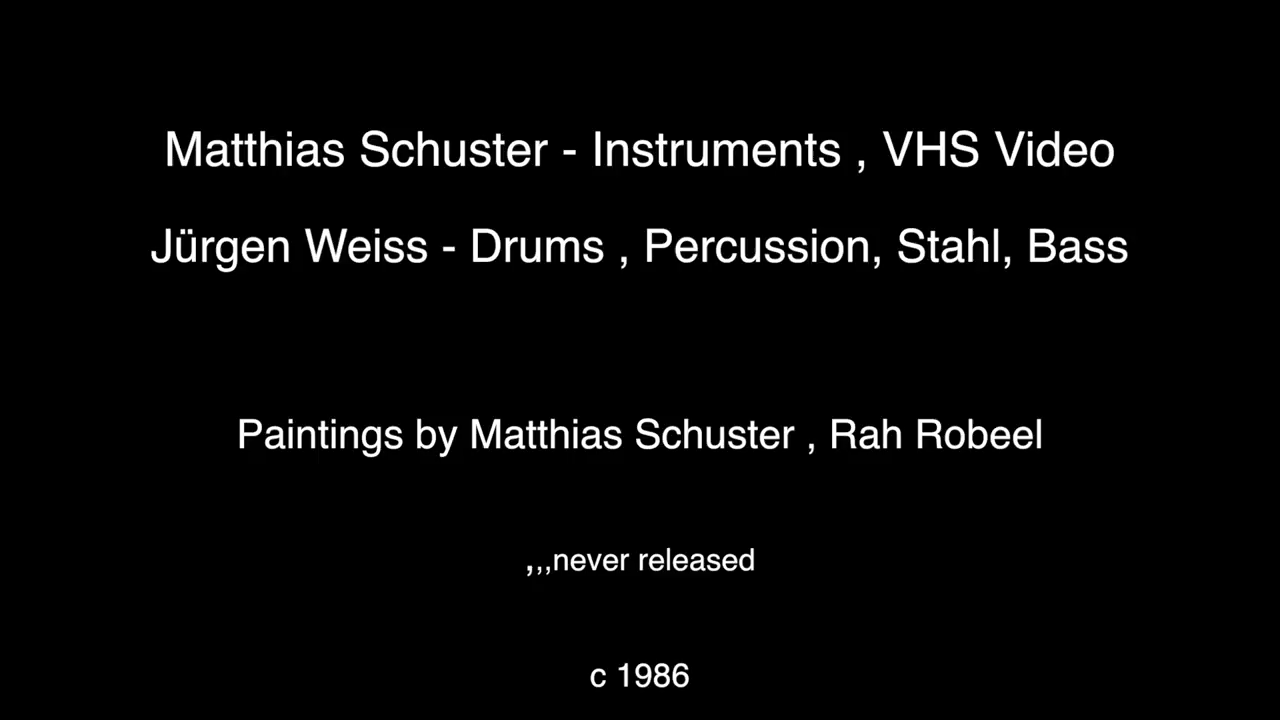 Matthias Schuster - Instruments , VHS Video
Jürgen Weiss - Drums , Percussion, Stahl, Bass
Paintings by Matthias Schuster , Rah Robeel
,,,never released
c 1986